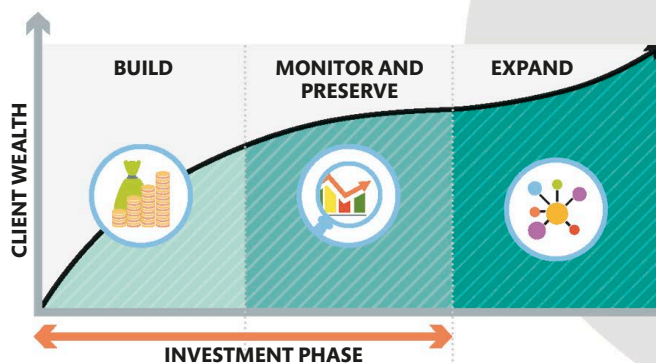 BUILD
MONITOR AND
PRESERVE
EXPAND
CLIENT WEALTH
INVESTMENT PHASE